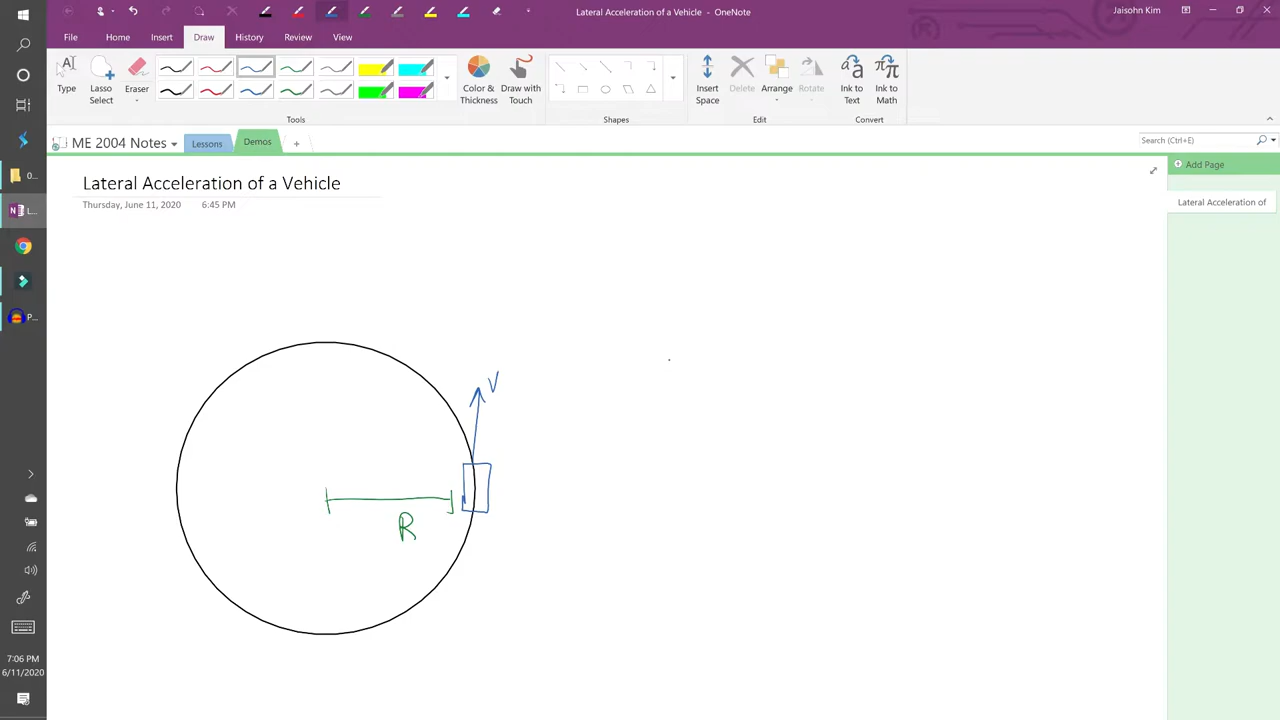 Lateral Acceleration of a Vehicle - OneNote
Jaisohn Kim
File Home Insert Draw History Review View
Type
Lasso Select
Eraser
Color & Thickness
Draw with Touch
Insert Space
Delete
Arrange
Rotate
Ink to Text
Ink to Math
Tools
Shapes
Edit
Convert
ME 2004 Notes
Lessons
Demos
Search (Ctrl+E)
Add Page
Lateral Acceleration of
0...
L...
P...
Lateral Acceleration of a Vehicle
Thursday, June 11, 2020 6:45 PM
V
R
7:06 PM
6/11/2020